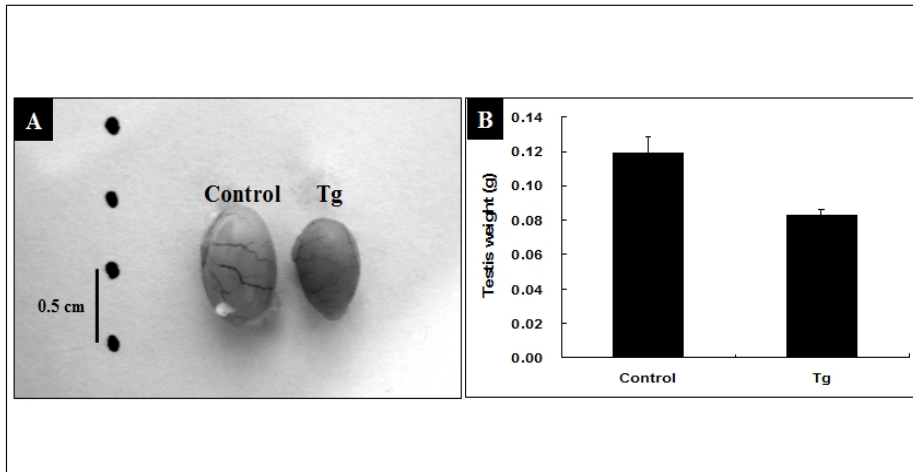 A
Control Tg
0.5 cm
B
Testis weight (g)
0.14
0.12
0.10
0.08
0.06
0.04
0.02
0.00
Control Tg